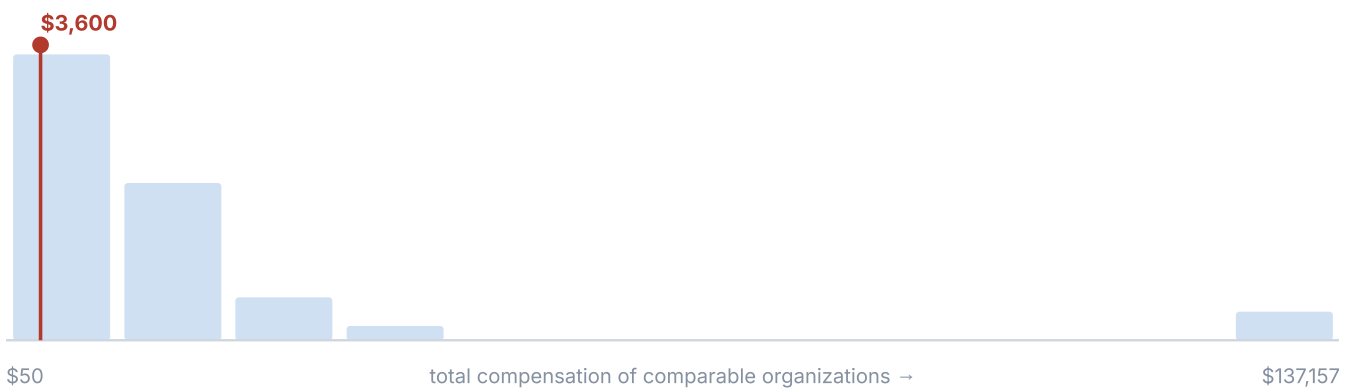 $3,600
$50
total compensation of comparable organizations →
$137,157